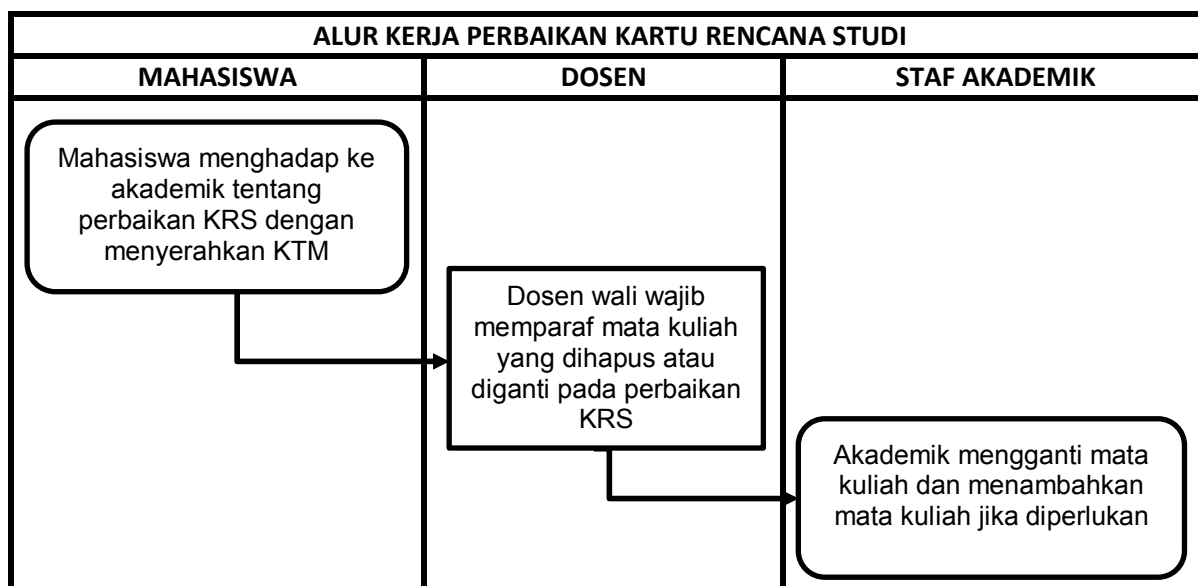 ALUR KERJA PERBAIKAN KARTU RENCANA STUDI
MAHASISWA
DOSEN
STAF AKADEMIK
Mahasiswa menghadap ke
akademik tentang
perbaikan KRS dengan
menyerahkan KTM
Dosen wali wajib
memparaf mata kuliah
yang dihapus atau
diganti pada perbaikan
KRS
Akademik mengganti mata
kuliah dan menambahkan
mata kuliah jika diperlukan